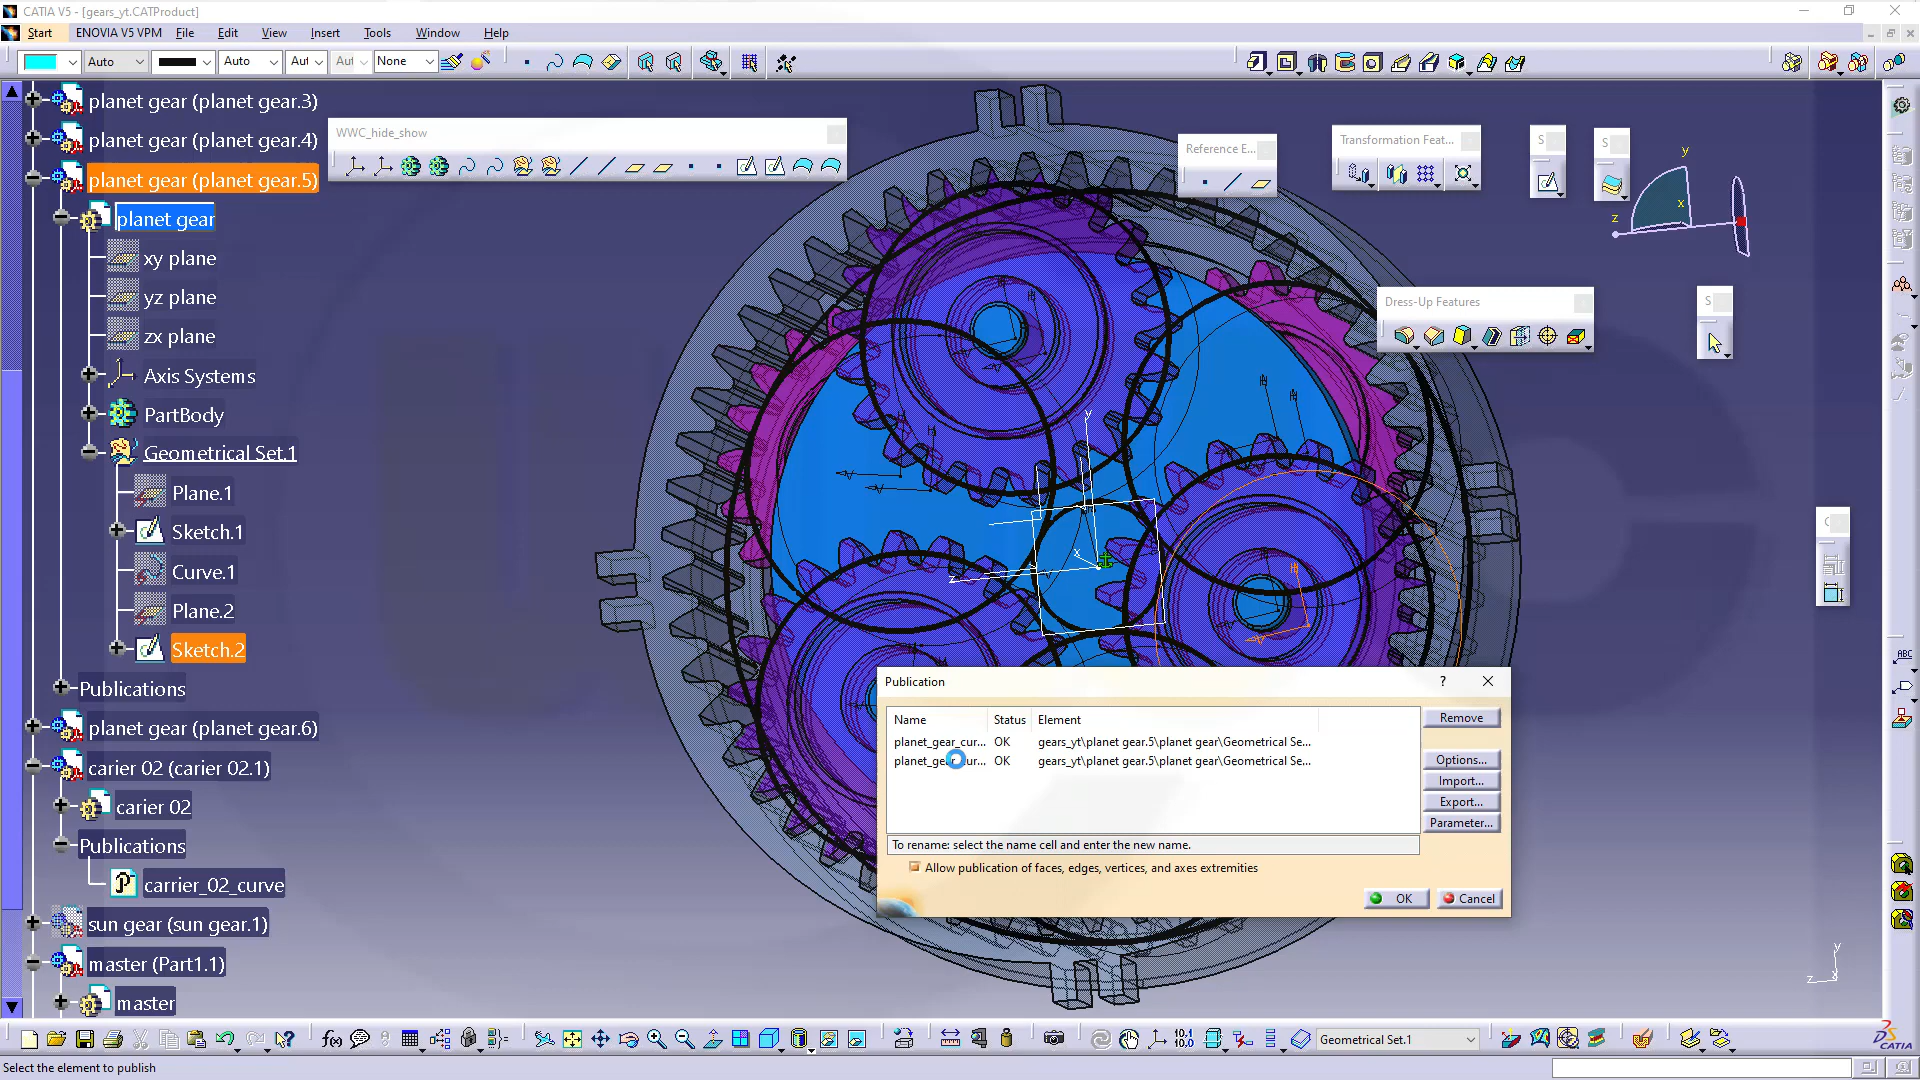 CATIA V5 - [gears_yt.CATProduct]
Start ENOVIA V5 VPM File Edit View Insert Tools Window Help
Auto Auto Aut Aut None
planet gear (planet gear.3)
planet gear (planet gear.4)
planet gear (planet gear.5)
planet gear
xy plane
yz plane
zx plane
Axis Systems
PartBody
Geometrical Set.1
Plane.1
Sketch.1
Curve.1
Plane.2
Sketch.2
Publications
planet gear (planet gear.6)
carier 02 (carier 02.1)
carier 02
Publications
carrier_02_curve
sun gear (sun gear.1)
master (Part1.1)
master
WWC_hide_show
Reference E...
Transformation Feat...
S
S
Dress-Up Features
S
y
x
z
y
x
z
Publication ?
Name Status Element
planet_gear_cur... OK gears_yt\planet gear.5\planet gear\Geometrical Se...
OK gears_yt\planet gear.5\planet gear\Geometrical Se...
To rename: select the name cell and enter the new name.
Allow publication of faces, edges, vertices, and axes extremities
Remove
Options...
Import...
Export...
Parameter...
OK Cancel
ABC
y
z
Geometrical Set.1
CATIA
Select the element to publish